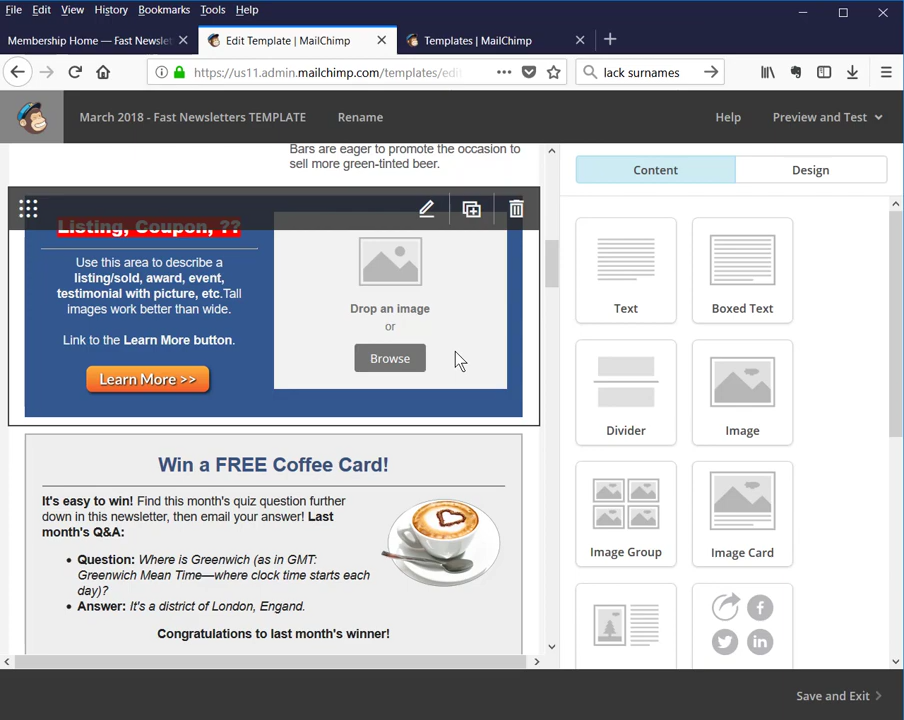 File Edit View History Bookmarks Tools Help
Membership Home — Fast Newslet
Edit Template | MailChimp
Templates | MailChimp
https://us11.admin.mailchimp.com/templates/edi
lack surnames
March 2018 - Fast Newsletters TEMPLATE
Rename
Help
Preview and Test
Bars are eager to promote the occasion to
sell more green-tinted beer.
Content
Design
Listing, Coupon, ??
Use this area to describe a
listing/sold, award, event,
testimonial with picture, etc.Tall
images work better than wide.
Link to the Learn More button.
Learn More >>
Drop an image
or
Browse
Text
Boxed Text
Divider
Image
Image Group
Image Card
Win a FREE Coffee Card!
It's easy to win! Find this month's quiz question further
down in this newsletter, then email your answer! Last
month's Q&A:
• Question: Where is Greenwich (as in GMT:
Greenwich Mean Time—where clock time starts each
day)?
• Answer: It's a district of London, Engand.
Congratulations to last month's winner!
Save and Exit